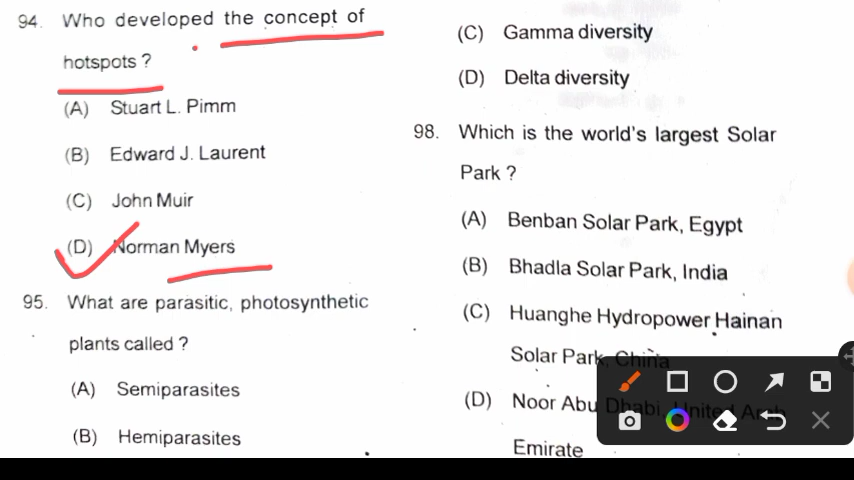 94. Who developed the concept of
hotspots ?
(A) Stuart L. Pimm
(B) Edward J. Laurent
(C) John Muir
(D) Norman Myers
95. What are parasitic, photosynthetic
plants called ?
(A) Semiparasites
(B) Hemiparasites
(C) Gamma diversity
(D) Delta diversity
98. Which is the world's largest Solar
Park ?
(A) Benban Solar Park, Egypt
(B) Bhadla Solar Park, India
(C) Huanghe Hydropower Hainan
Solar Park, China
(D) Noor Abu Dhabi, United Arab
Emirate